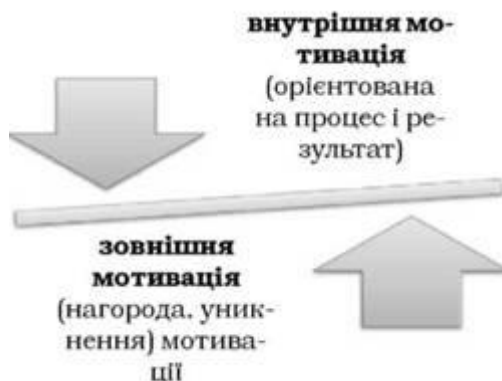 внутрішня мо-
тивація
(орієнтована
на процес і ре-
зультат)
зовнішня
мотивація
(нагорода, уник-
нення) мотива-
ції